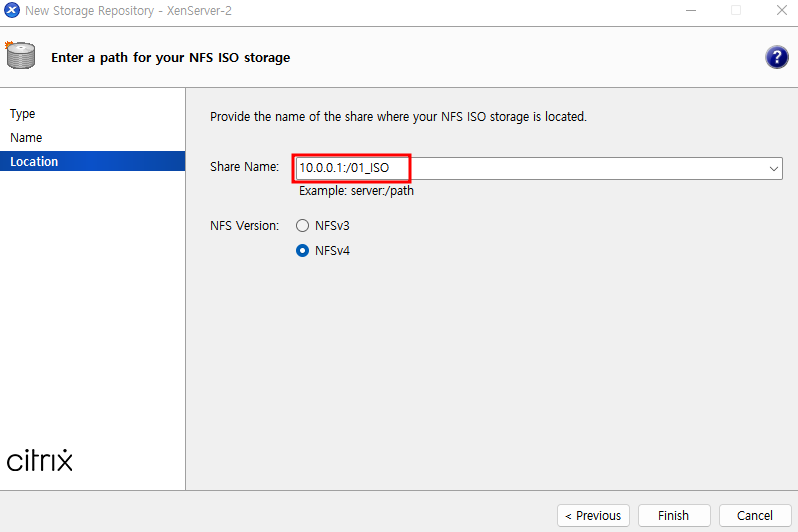 New Storage Repository - XenServer-2
Enter a path for your NFS ISO storage
?
Type
Name
Location
Provide the name of the share where your NFS ISO storage is located.
Share Name: 10.0.0.1:/01_ISO
Example: server:/path
NFS Version: NFSv3
NFSv4
citrix
< Previous Finish Cancel